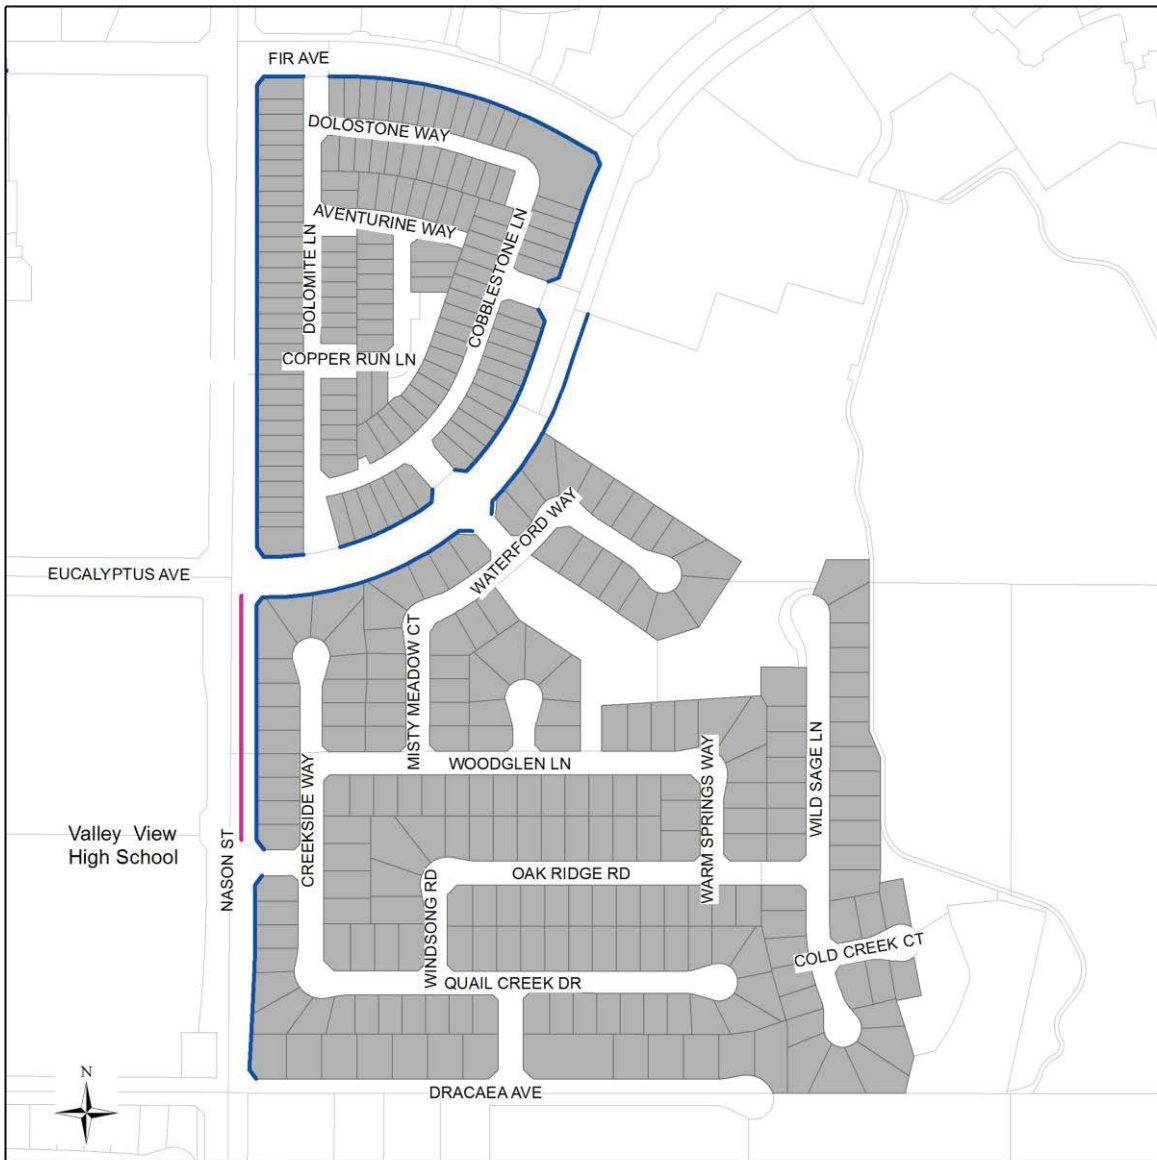 FIR AVE
DOLOSTONE WAY
AVENTURINE WAY
DOLOMITE LN
COBBLESTONE LN
COPPER RUN LN
WATERFORD WAY
EUCALYPTUS AVE
MISTY MEADOW CT
WOODGLEN LN
WARM SPRINGS WAY
WILD SAGE LN
CREEKSIDE WAY
Valley View
High School
NASON ST
OAK RIDGE RD
WINDSONG RD
COLD CREEK CT
QUAIL CREEK DR
DRACAEA AVE
N